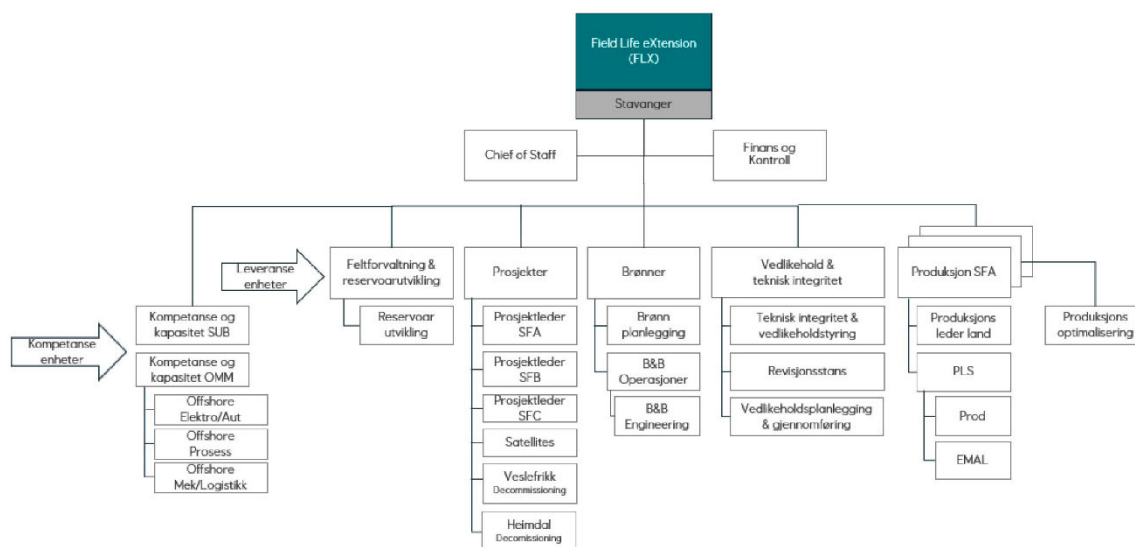 Field Life eXtension
(FLX)
Stavanger
Chief of Staff
Finans og
Kontroll
Leveranse
enheter
Feltforvaltning &
reservoarutvikling
Prosjekter
Brønner
Vedlikehold &
teknisk integritet
Produksjon SFA
Kompetanse
enheter
Kompetanse og
kapasitet SUB
Kompetanse og
kapasitet OMM
Offshore
Elektro/Aut
Offshore
Prosess
Offshore
Mek/Logistikk
Reservoar
utvikling
Prosjektleder
SFA
Prosjektleder
SFB
Prosjektleder
SFC
Satellites
Veslefrikk
Decommissioning
Heimdal
Decomissioning
Brønn
planlegging
B&B
Operasjoner
B&B
Engineering
Teknisk integritet &
vedlikeholdstyring
Revisjonsstans
Vedlikeholdsplanlegging
& gjennomføring
Produksjons
leder land
PLS
Prod
EMAL
Produksjons
optimalisering